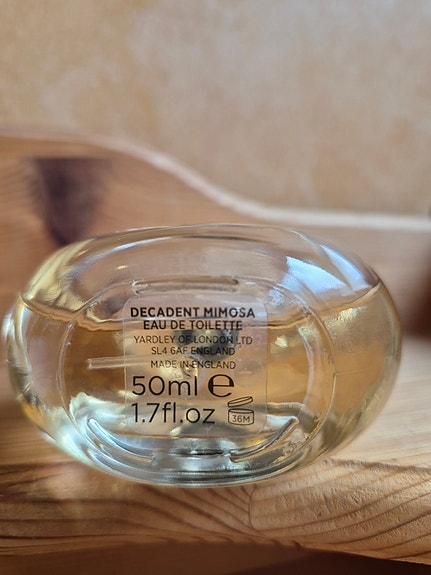 DECADENT MIMOSA
EAU DE TOILETTE
YARDLEY OF LONDON LTD
SL4 6AF ENGLAND
MADE IN ENGLAND
50ml e
1.7fl.oz
36M